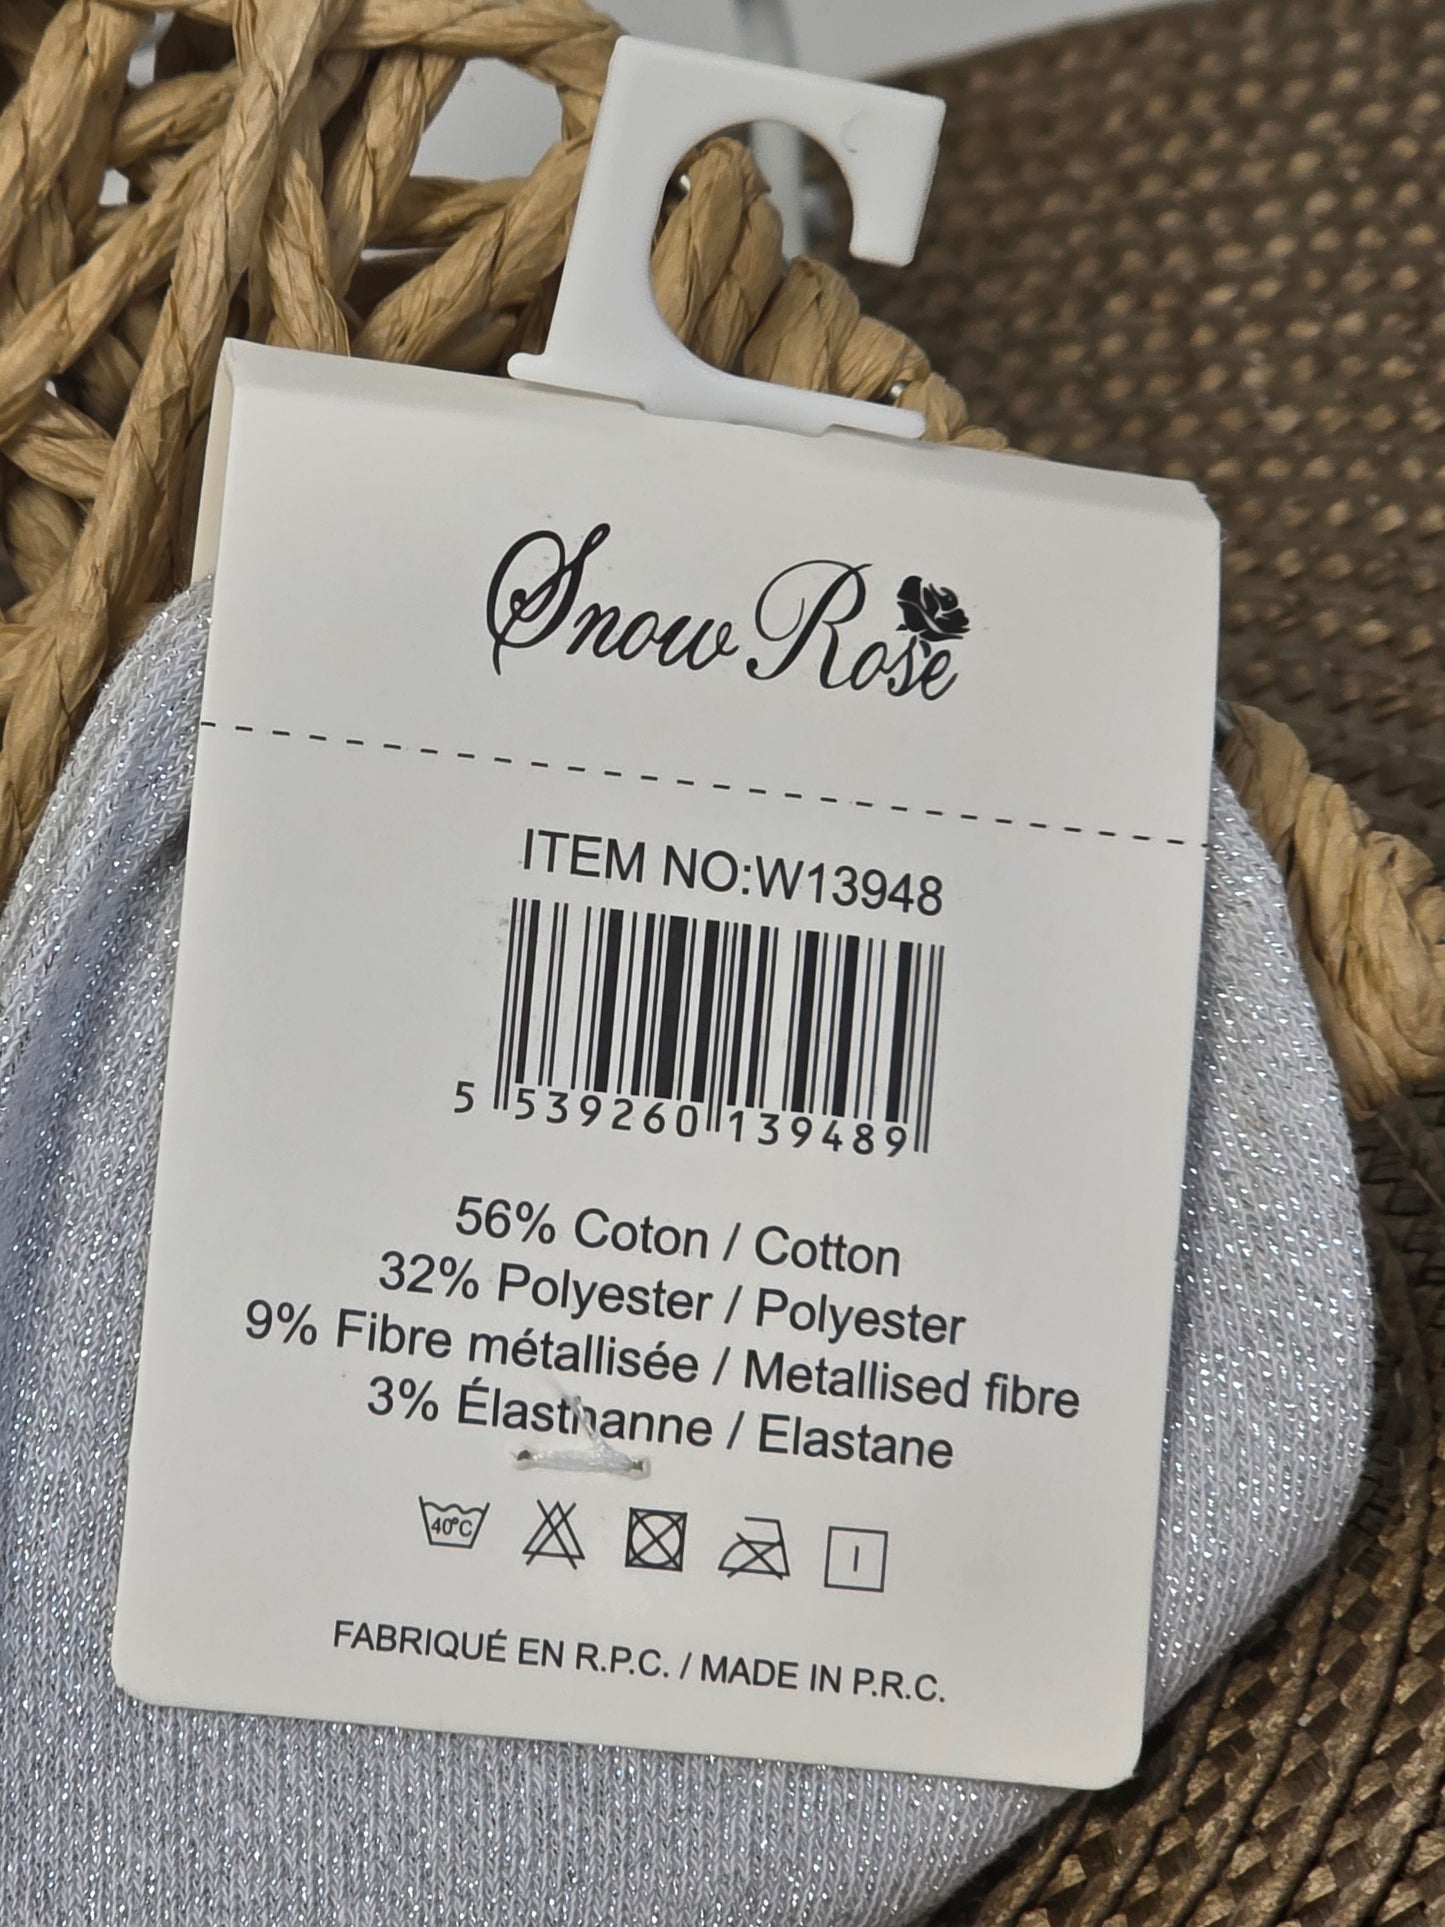 Snow Rose
ITEM NO:W13948
5 539260 139489
56% Coton / Cotton
32% Polyester / Polyester
9% Fibre métallisée / Metallised fibre
3% Élasthanne / Elastane
40°C
FABRIQUÉ EN R.P.C. / MADE IN P.R.C.